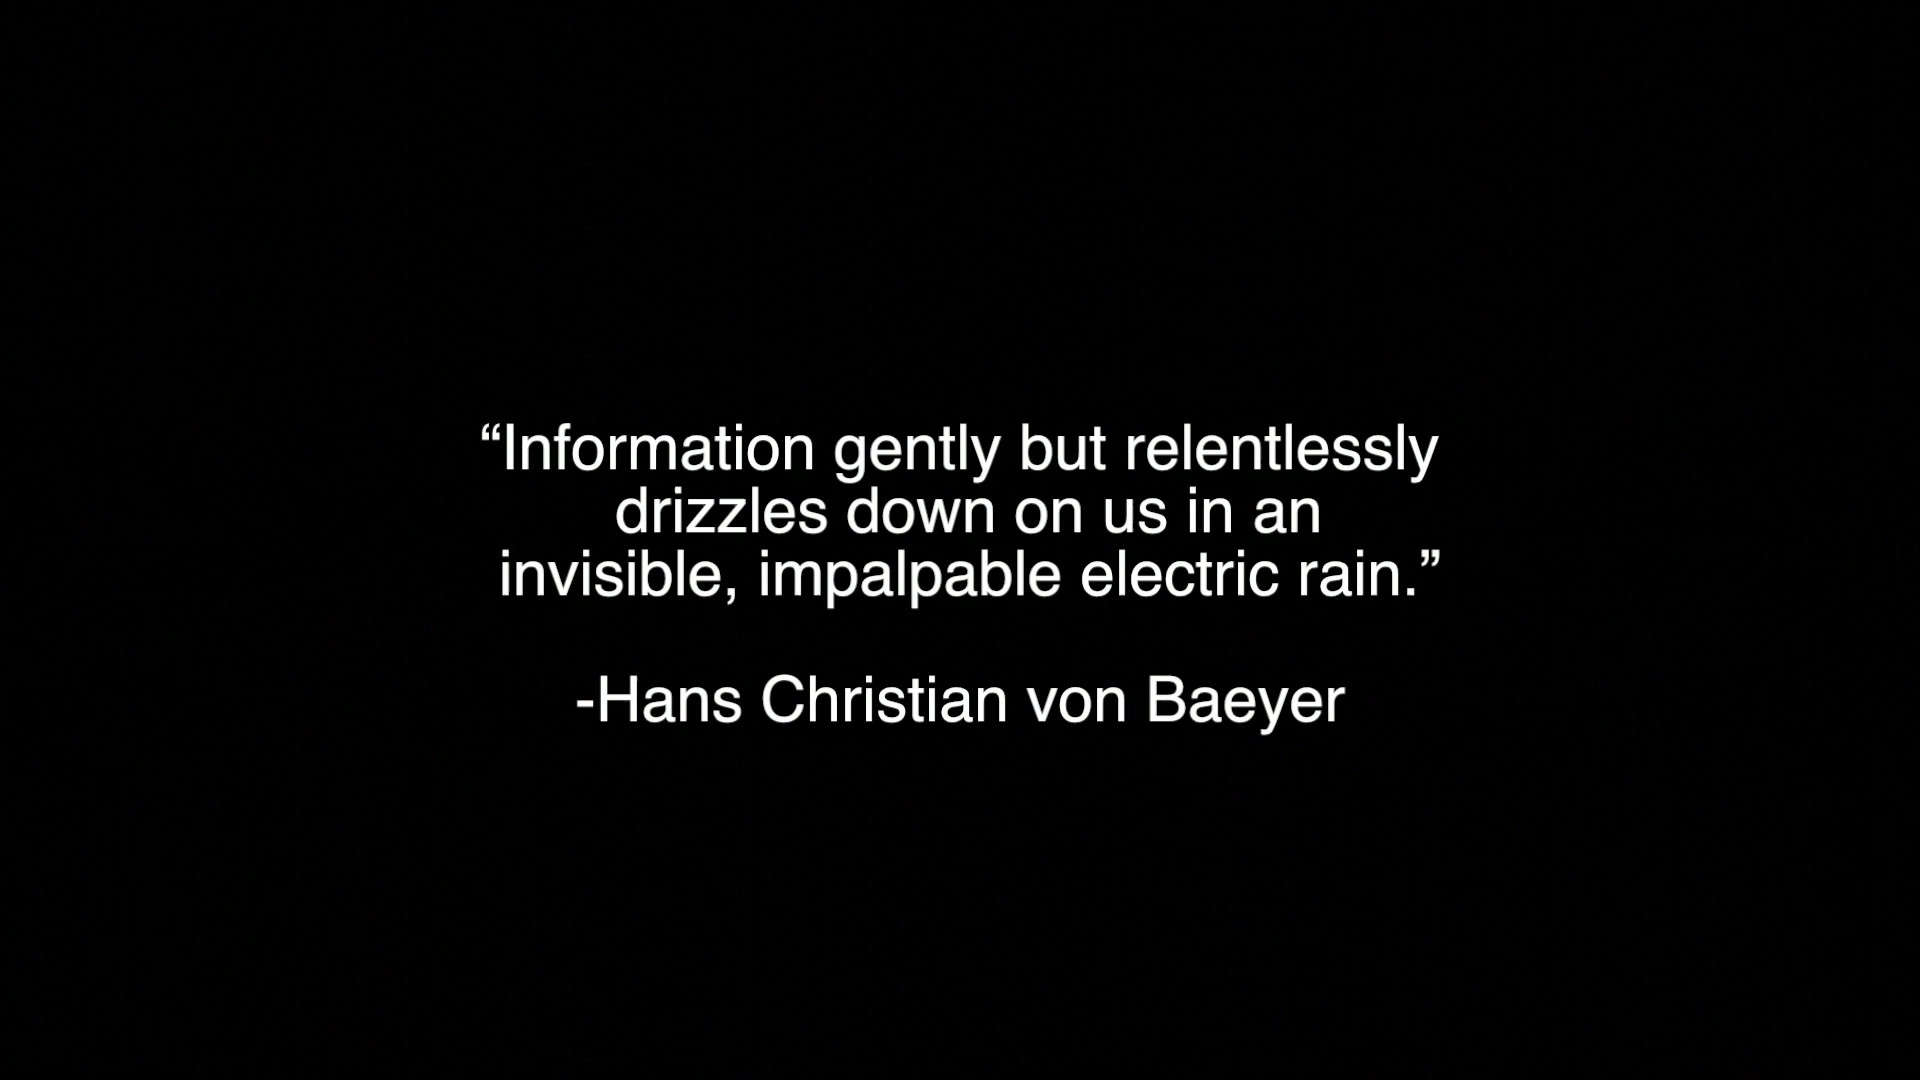 “Information gently but relentlessly
drizzles down on us in an
invisible, impalpable electric rain.”
-Hans Christian von Baeyer